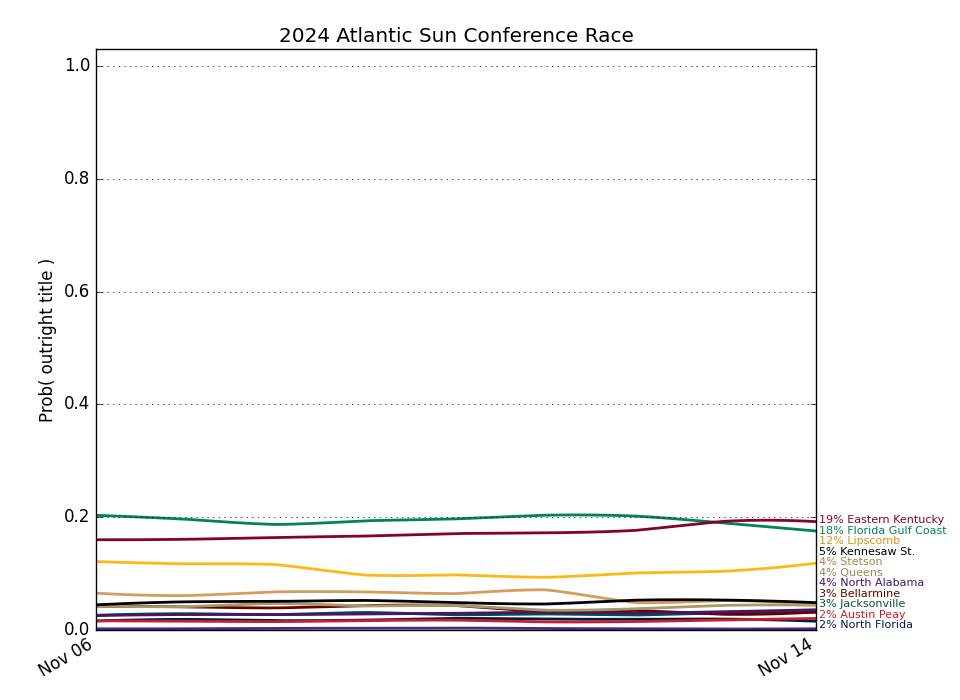 2024 Atlantic Sun Conference Race
Prob( outright title )
1.0
0.8
0.6
0.4
0.2
0.0
Nov 06
Nov 14
19% Eastern Kentucky
18% Florida Gulf Coast
12% Lipscomb
5% Kennesaw St.
4% Stetson
4% Queens
4% North Alabama
3% Bellarmine
3% Jacksonville
2% Austin Peay
2% North Florida